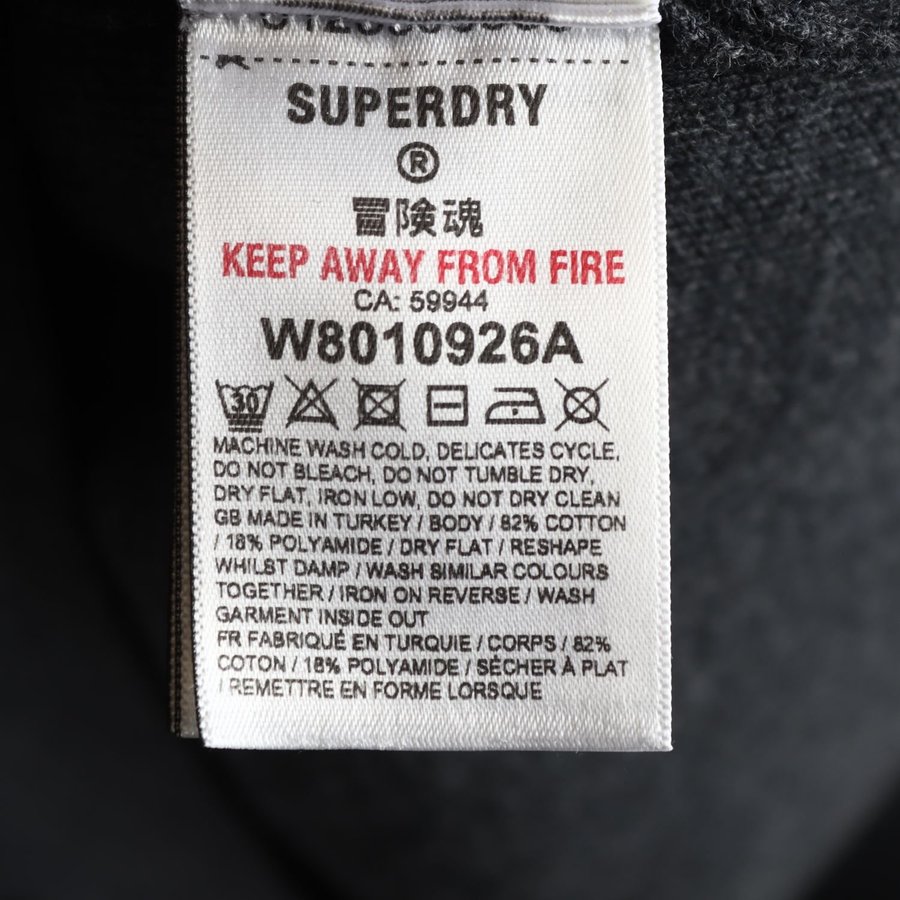 SUPERDRY
®
冒険魂
KEEP AWAY FROM FIRE
CA: 59944
W8010926A
30
MACHINE WASH COLD, DELICATES CYCLE,
DO NOT BLEACH, DO NOT TUMBLE DRY,
DRY FLAT, IRON LOW, DO NOT DRY CLEAN
GB MADE IN TURKEY / BODY / 82% COTTON
/ 18% POLYAMIDE / DRY FLAT / RESHAPE
WHILST DAMP / WASH SIMILAR COLOURS
TOGETHER / IRON ON REVERSE / WASH
GARMENT INSIDE OUT
FR FABRIQUÉ EN TURQUIE / CORPS / 82%
COTON / 18% POLYAMIDE / SÉCHER À PLAT
/ REMETTRE EN FORME LORSQUE